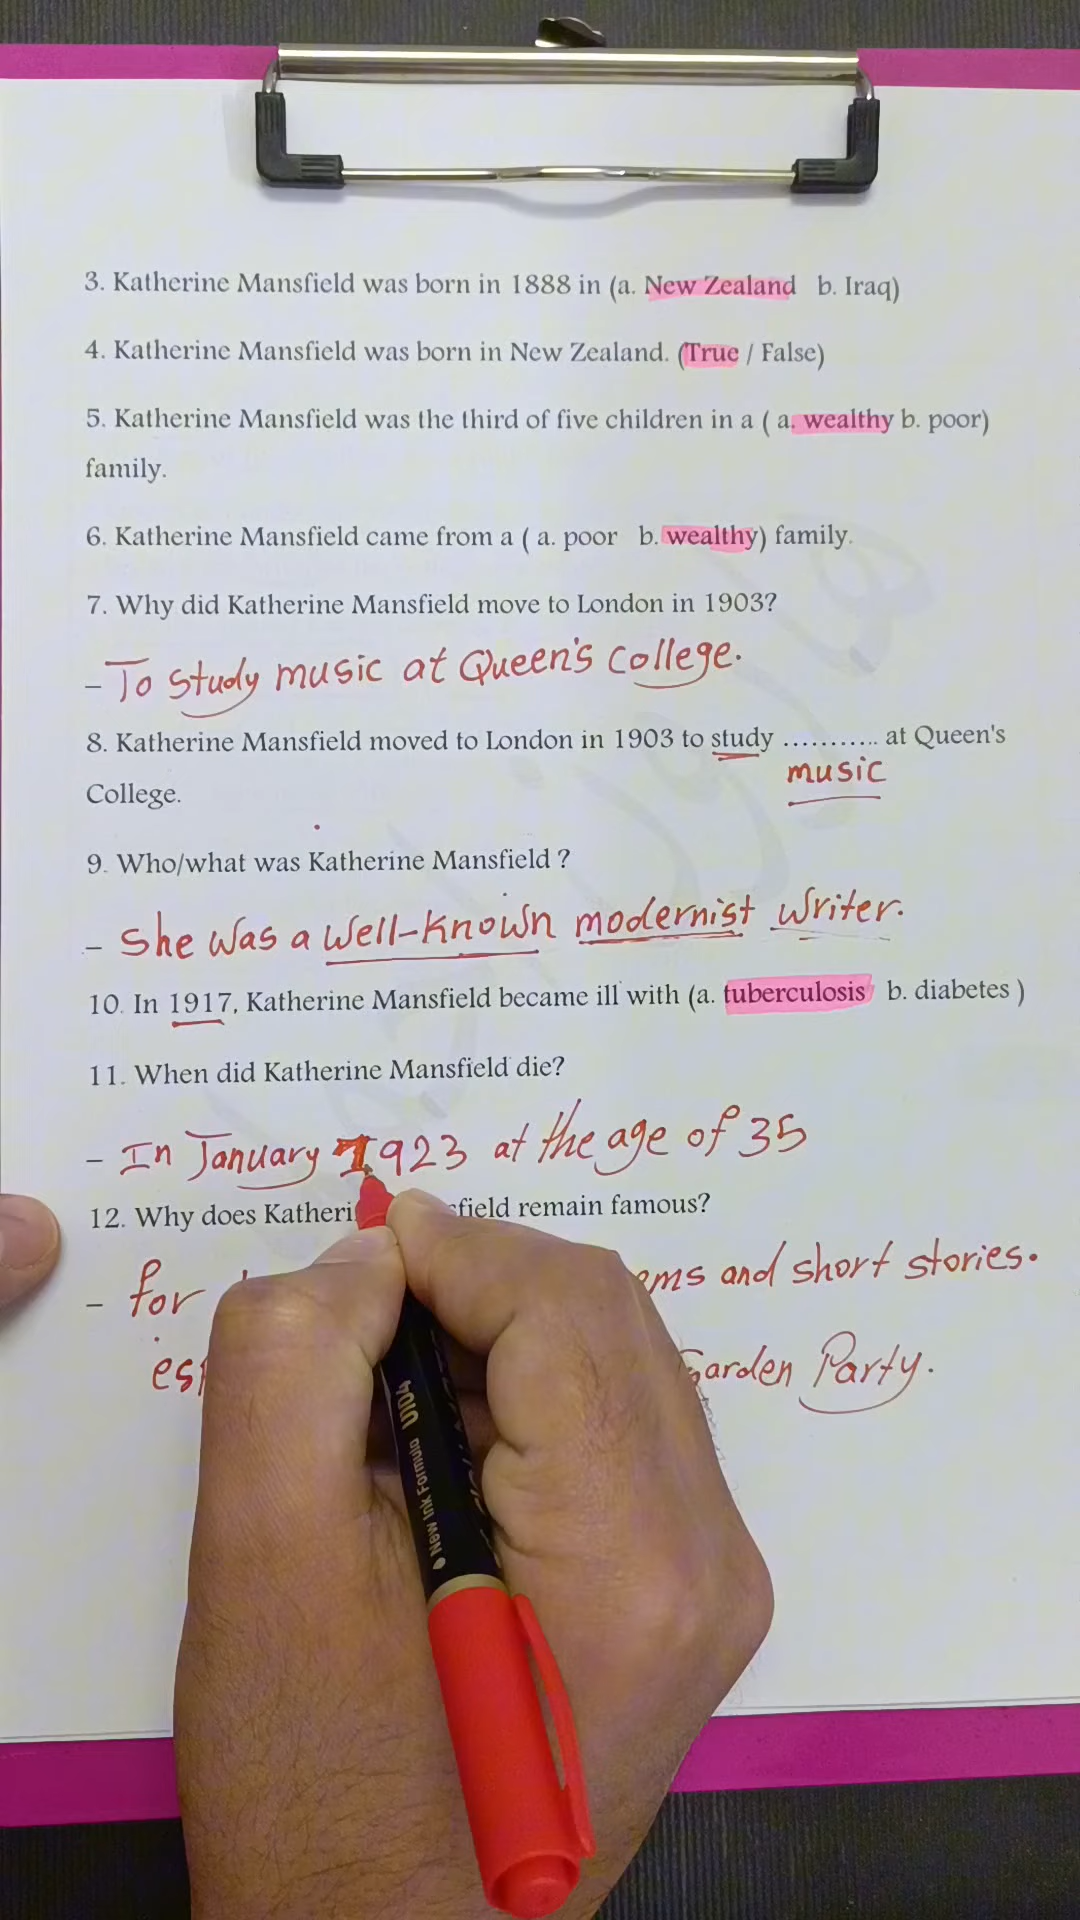 3. Katherine Mansfield was born in 1888 in (a. New Zealand b. Iraq)
4. Katherine Mansfield was born in New Zealand. (True / False)
5. Katherine Mansfield was the third of five children in a ( a. wealthy b. poor)
family.
6. Katherine Mansfield came from a ( a. poor b. wealthy) family.
7. Why did Katherine Mansfield move to London in 1903?
- To study music at Queen's college.
8. Katherine Mansfield moved to London in 1903 to study ........... at Queen's
music
College.
9. Who/what was Katherine Mansfield ?
- She was a well-known modernist writer.
10. In 1917, Katherine Mansfield became ill with (a. tuberculosis b. diabetes )
11. When did Katherine Mansfield die?
- In January 1923 at the age of 35
12. Why does remain famous?
- for and short stories.
Garden Party.
New Ink Formula UD4